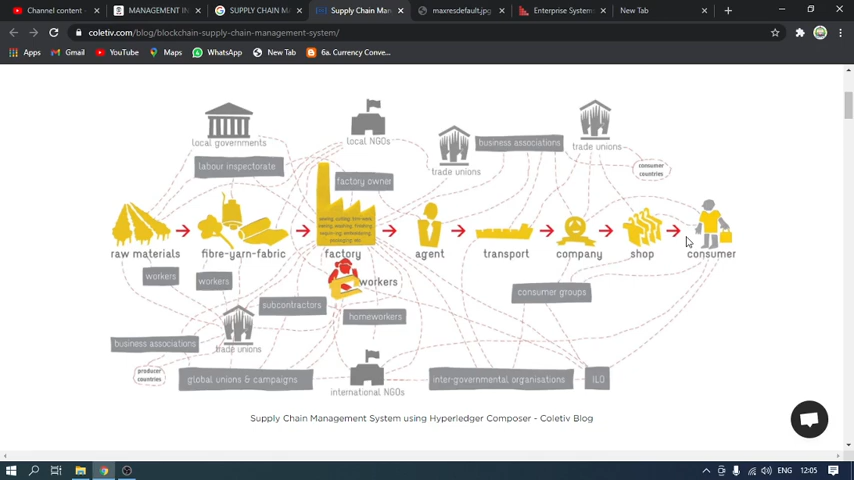 Channel content -
MANAGEMENT IN
SUPPLY CHAIN M
Supply Chain Man
maxresdefault.jpg
Enterprise Systems
New Tab
coletiv.com/blog/blockchain-supply-chain-management-system/
Apps
Gmail
YouTube
Maps
WhatsApp
New Tab
6a. Currency Conve...
local governments
local NGOs
trade unions
business associations
trade unions
consumer
countries
labour inspectorate
factory owner
raw materials
fibre-yarn-fabric
factory
agent
transport
company
shop
consumer
workers
workers
workers
subcontractors
homeworkers
consumer groups
business associations
trade unions
producer
countries
global unions & campaigns
international NGOs
inter-governmental organisations
ILO
Supply Chain Management System using Hyperledger Composer - Coletiv Blog
ENG
12:05